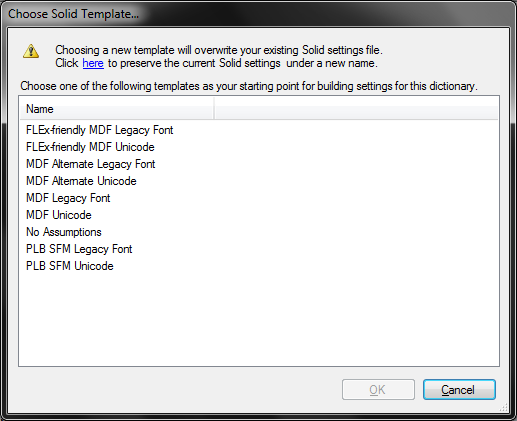 Choose Solid Template...
Choosing a new template will overwrite your existing Solid settings file.
Click here to preserve the current Solid settings  under a new name.
Choose one of the following templates as your starting point for building settings for this dictionary.
Name
FLEx-friendly MDF Legacy Font
FLEx-friendly MDF Unicode
MDF Alternate Legacy Font
MDF Alternate Unicode
MDF Legacy Font
MDF Unicode
No Assumptions
PLB SFM Legacy Font
PLB SFM Unicode
OK
Cancel